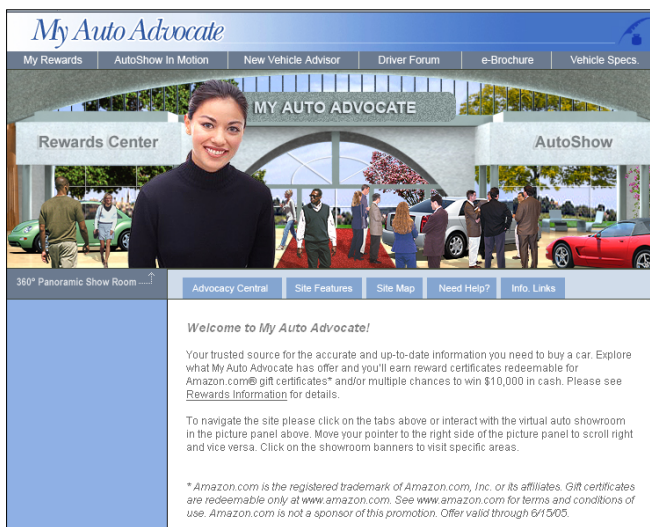 My Auto Advocate
My Rewards AutoShow In Motion New Vehicle Advisor Driver Forum e-Brochure Vehicle Specs.
MY AUTO ADVOCATE
Rewards Center AutoShow
360° Panoramic Show Room
Advocacy Central Site Features Site Map Need Help? Info. Links
Welcome to My Auto Advocate!
Your trusted source for the accurate and up-to-date information you need to buy a car. Explore
what My Auto Advocate has offer and you'll earn reward certificates redeemable for
Amazon.com® gift certificates* and/or multiple chances to win $10,000 in cash. Please see
Rewards Information for details.
To navigate the site please click on the tabs above or interact with the virtual auto showroom
in the picture panel above. Move your pointer to the right side of the picture panel to scroll right
and vice versa. Click on the showroom banners to visit specific areas.
* Amazon.com is the registered trademark of Amazon.com, Inc. or its affiliates. Gift certificates
are redeemable only at www.amazon.com. See www.amazon.com for terms and conditions of
use. Amazon.com is not a sponsor of this promotion. Offer valid through 6/15/05.